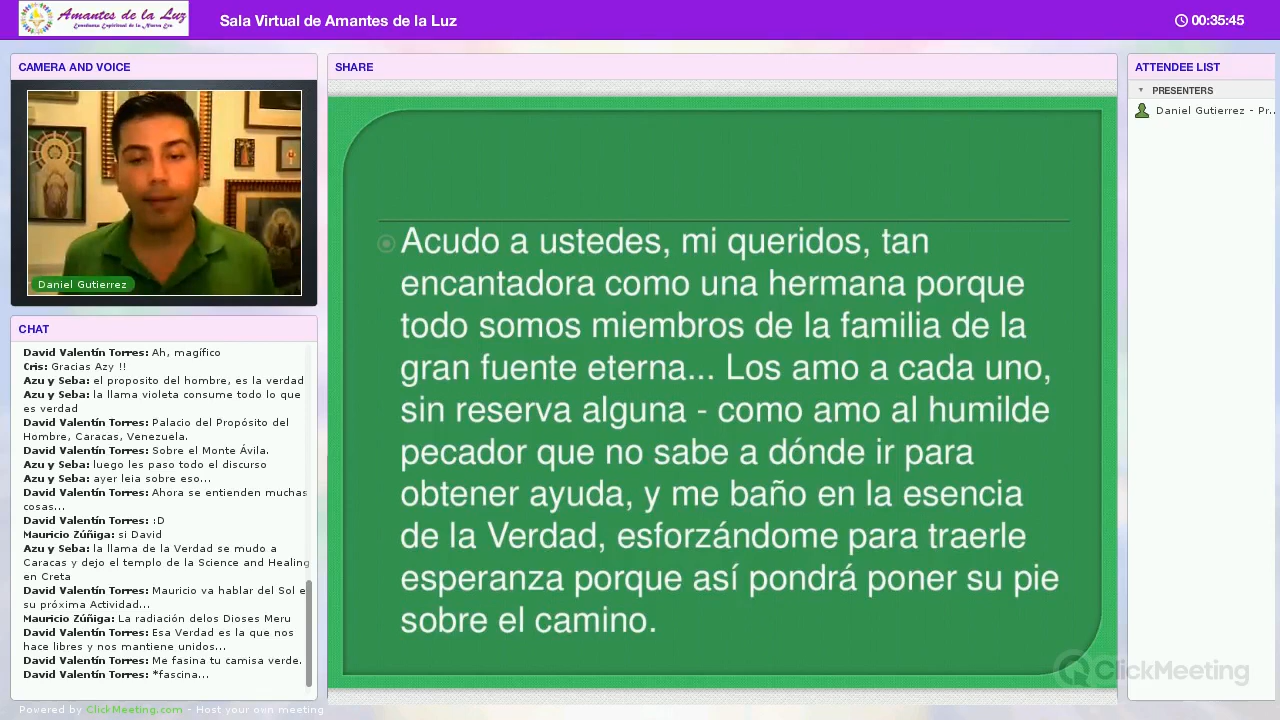 Amantes de la Luz
Enseñanza Espiritual de la Nueva Era
Sala Virtual de Amantes de la Luz
00:35:45
CAMERA AND VOICE
Daniel Gutierrez
CHAT
David Valentín Torres: Ah, magífico
Cris: Gracias Azy !!
Azu y Seba: el proposito del hombre, es la verdad
Azu y Seba: la llama violeta consume todo lo que
es verdad
David Valentín Torres: Palacio del Propósito del
Hombre, Caracas, Venezuela.
David Valentín Torres: Sobre el Monte Ávila.
Azu y Seba: luego les paso todo el discurso
Azu y Seba: ayer leia sobre eso...
David Valentín Torres: Ahora se entienden muchas
cosas...
David Valentín Torres: :D
Mauricio Zúñiga: si David
Azu y Seba: la llama de la Verdad se mudo a
Caracas y dejo el templo de la Science and Healing
en Creta
David Valentín Torres: Mauricio va hablar del Sol e
su próxima Actividad...
Mauricio Zúñiga: La radiación delos Dioses Meru
David Valentín Torres: Esa Verdad es la que nos
hace libres y nos mantiene unidos...
David Valentín Torres: Me fasina tu camisa verde.
David Valentín Torres: *fascina...
Powered by ClickMeeting.com - Host your own meeting
SHARE
Acudo a ustedes, mi queridos, tan
encantadora como una hermana porque
todo somos miembros de la familia de la
gran fuente eterna... Los amo a cada uno,
sin reserva alguna - como amo al humilde
pecador que no sabe a dónde ir para
obtener ayuda, y me baño en la esencia
de la Verdad, esforzándome para traerle
esperanza porque así pondrá poner su pie
sobre el camino.
ClickMeeting
ATTENDEE LIST
PRESENTERS
Daniel Gutierrez - Pr...